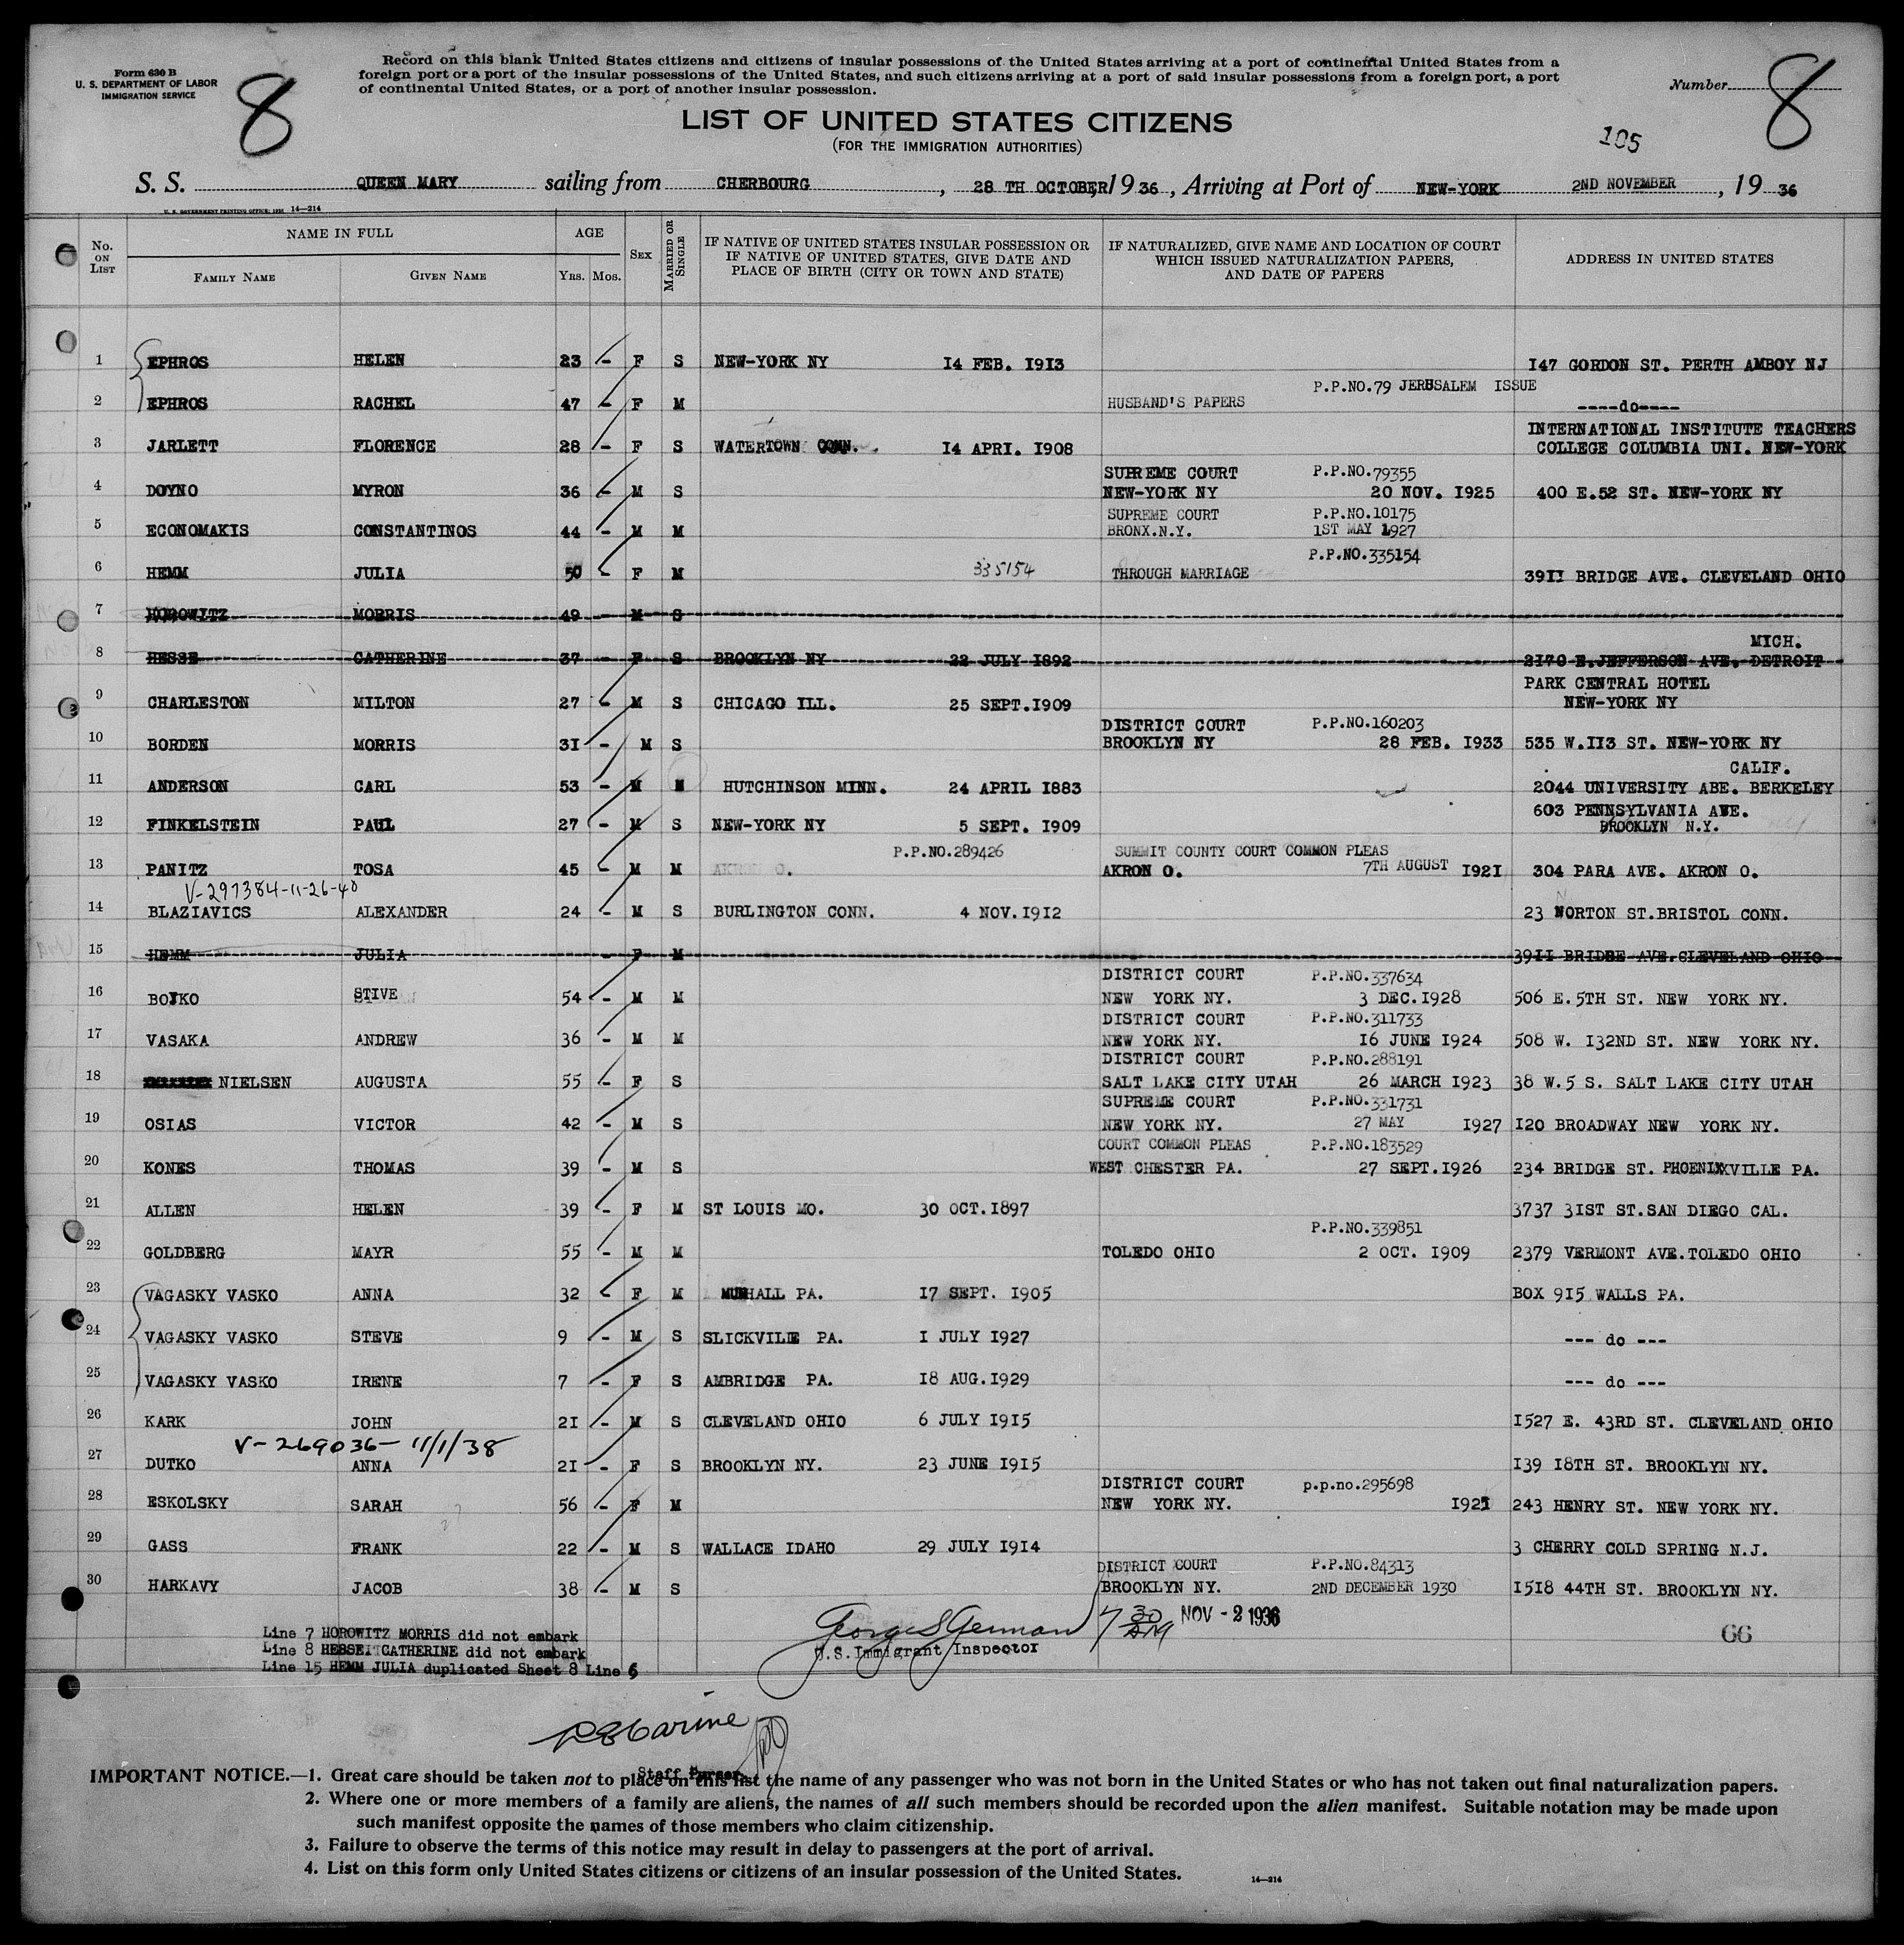 Form 630 B
U. S. DEPARTMENT OF LABOR
IMMIGRATION SERVICE
8
Record on this blank United States citizens and citizens of insular possessions of the United States arriving at a port of continental United States from a
foreign port or a port of the insular possessions of the United States, and such citizens arriving at a port of said insular possessions from a foreign port, a port
of continental United States, or a port of another insular possession.
Number 8
LIST OF UNITED STATES CITIZENS
(FOR THE IMMIGRATION AUTHORITIES)
105
S. S. QUEEN MARY sailing from CHERBOURG, 28 TH OCTOBER 1936, Arriving at Port of NEW-YORK 2ND NOVEMBER, 19 36
U. S. GOVERNMENT PRINTING OFFICE: 14—214
No. ON LIST NAME IN FULL FAMILY NAME GIVEN NAME AGE Yrs. Mos. SEX MARRIED OR SINGLE IF NATIVE OF UNITED STATES INSULAR POSSESSION OR IF NATIVE OF UNITED STATES, GIVE DATE AND PLACE OF BIRTH (CITY OR TOWN AND STATE) IF NATURALIZED, GIVE NAME AND LOCATION OF COURT WHICH ISSUED NATURALIZATION PAPERS, AND DATE OF PAPERS ADDRESS IN UNITED STATES
1 EPHROS HELEN 23 - F S NEW-YORK NY 14 FEB. 1913 147 GORDON ST. PERTH AMBOY NJ
P.P.NO.79 JERUSALEM ISSUE
2 EPHROS RACHEL 47 - F M HUSBAND'S PAPERS ----do----
INTERNATIONAL INSTITUTE TEACHERS
3 JARLETT FLORENCE 28 - F S WATERTOWN CONN. 14 APRI. 1908 COLLEGE COLUMBIA UNI. NEW-YORK
SUPREME COURT P.P.NO.79355
4 DOYNO MYRON 36 - M S NEW-YORK NY 20 NOV. 1925 400 E.52 ST. NEW-YORK NY
SUPREME COURT P.P.NO.10175
5 ECONOMAKIS CONSTANTINOS 44 - M M BRONX.N.Y. 1ST MAY 1927
P.P.NO.335154
6 HEMM JULIA 50 - F M 335154 THROUGH MARRIAGE 3911 BRIDGE AVE. CLEVELAND OHIO
7 HOROWITZ MORRIS 49 - M S
MICH.
8 HESSE CATHERINE 37 - F S BROOKLYN NY 22 JULY 1892 2170 E.JEFFERSON AVE. DETROIT
PARK CENTRAL HOTEL
9 CHARLESTON MILTON 27 - M S CHICAGO ILL. 25 SEPT.1909 NEW-YORK NY
DISTRICT COURT P.P.NO.160203
10 BORDEN MORRIS 31 - M S BROOKLYN NY 28 FEB. 1933 535 W.113 ST. NEW-YORK NY
CALIF.
11 ANDERSON CARL 53 - M M HUTCHINSON MINN. 24 APRIL 1883 2044 UNIVERSITY ABE. BERKELEY
603 PENNSYLVANIA AVE.
12 FINKELSTEIN PAUL 27 - M S NEW-YORK NY 5 SEPT. 1909 BROOKLYN N.Y.
P.P.NO.289426 SUMMIT COUNTY COURT COMMON PLEAS
13 PANITZ TOSA 45 - M M AKRON O. AKRON O. 7TH AUGUST 1921 304 PARA AVE. AKRON O.
V-297384-11-26-40
14 BLAZIAVICS ALEXANDER 24 - M S BURLINGTON CONN. 4 NOV.1912 23 NORTON ST.BRISTOL CONN.
15 HEMM JULIA - F M 3911 BRIDGE AVE.CLEVELAND OHIO
DISTRICT COURT P.P.NO.337634
16 BOYKO STIVE 54 - M M NEW YORK NY. 3 DEC.1928 506 E.5TH ST. NEW YORK NY.
DISTRICT COURT P.P.NO.311733
17 VASAKA ANDREW 36 - M M NEW YORK NY. 16 JUNE 1924 508 W. 132ND ST. NEW YORK NY.
DISTRICT COURT P.P.NO.288191
18 NIELSEN AUGUSTA 55 - F S SALT LAKE CITY UTAH 26 MARCH 1923 38 W.5 S. SALT LAKE CITY UTAH
SUPREME COURT P.P.NO.331731
19 OSIAS VICTOR 42 - M S NEW YORK NY. 27 MAY 1927 120 BROADWAY NEW YORK NY.
COURT COMMON PLEAS P.P.NO.183529
20 KONES THOMAS 39 - M S WEST CHESTER PA. 27 SEPT.1926 234 BRIDGE ST. PHOENIXXVILLE PA.
21 ALLEN HELEN 39 - F M ST LOUIS MO. 30 OCT.1897 3737 31ST ST.SAN DIEGO CAL.
P.P.NO.339851
22 GOLDBERG MAYR 55 - M M TOLEDO OHIO 2 OCT. 1909 2379 VERMONT AVE.TOLEDO OHIO
23 VAGASKY VASKO ANNA 32 - F M MUNHALL PA. 17 SEPT. 1905 BOX 915 WALLS PA.
24 VAGASKY VASKO STEVE 9 - M S SLICKVILE PA. 1 JULY 1927 --- do ---
25 VAGASKY VASKO IRENE 7 - F S AMBRIDGE PA. 18 AUG.1929 --- do ---
26 KARK JOHN 21 - M S CLEVELAND OHIO 6 JULY 1915 1527 E. 43RD ST. CLEVELAND OHIO
V-269036-11/1/38
27 DUTKO ANNA 21 - F S BROOKLYN NY. 23 JUNE 1915 139 18TH ST. BROOKLYN NY.
DISTRICT COURT p.p.no.295698
28 ESKOLSKY SARAH 56 - F M NEW YORK NY. 1921 243 HENRY ST. NEW YORK NY.
29 GASS FRANK 22 - M S WALLACE IDAHO 29 JULY 1914 3 CHERRY COLD SPRING N.J.
DISTRICT COURT P.P.NO.84313
30 HARKAVY JACOB 38 - M S BROOKLYN NY. 2ND DECEMBER 1930 1518 44TH ST. BROOKLYN NY.
George S German 7 30 AM NOV - 2 1936
Line 7 HOROWITZ MORRIS did not embark
66
Line 8 HESSE CATHERINE did not embark
U.S.Immigrant Inspector
Line 15 HEMM JULIA duplicated Sheet 8 Line 6
Staff Purser
IMPORTANT NOTICE.—1. Great care should be taken not to place on this list the name of any passenger who was not born in the United States or who has not taken out final naturalization papers.
2. Where one or more members of a family are aliens, the names of all such members should be recorded upon the alien manifest. Suitable notation may be made upon
such manifest opposite the names of those members who claim citizenship.
3. Failure to observe the terms of this notice may result in delay to passengers at the port of arrival.
4. List on this form only United States citizens or citizens of an insular possession of the United States.
14—214